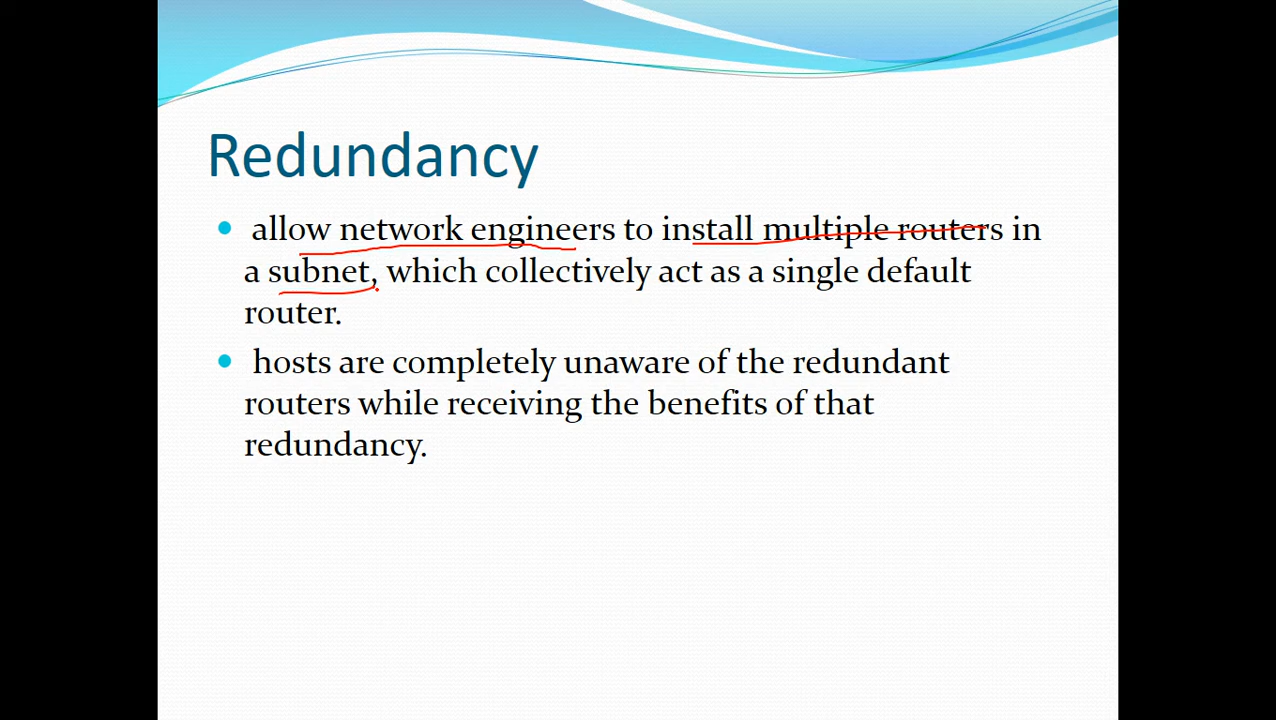 Redundancy
allow network engineers to install multiple routers in
a subnet, which collectively act as a single default
router.
hosts are completely unaware of the redundant
routers while receiving the benefits of that
redundancy.